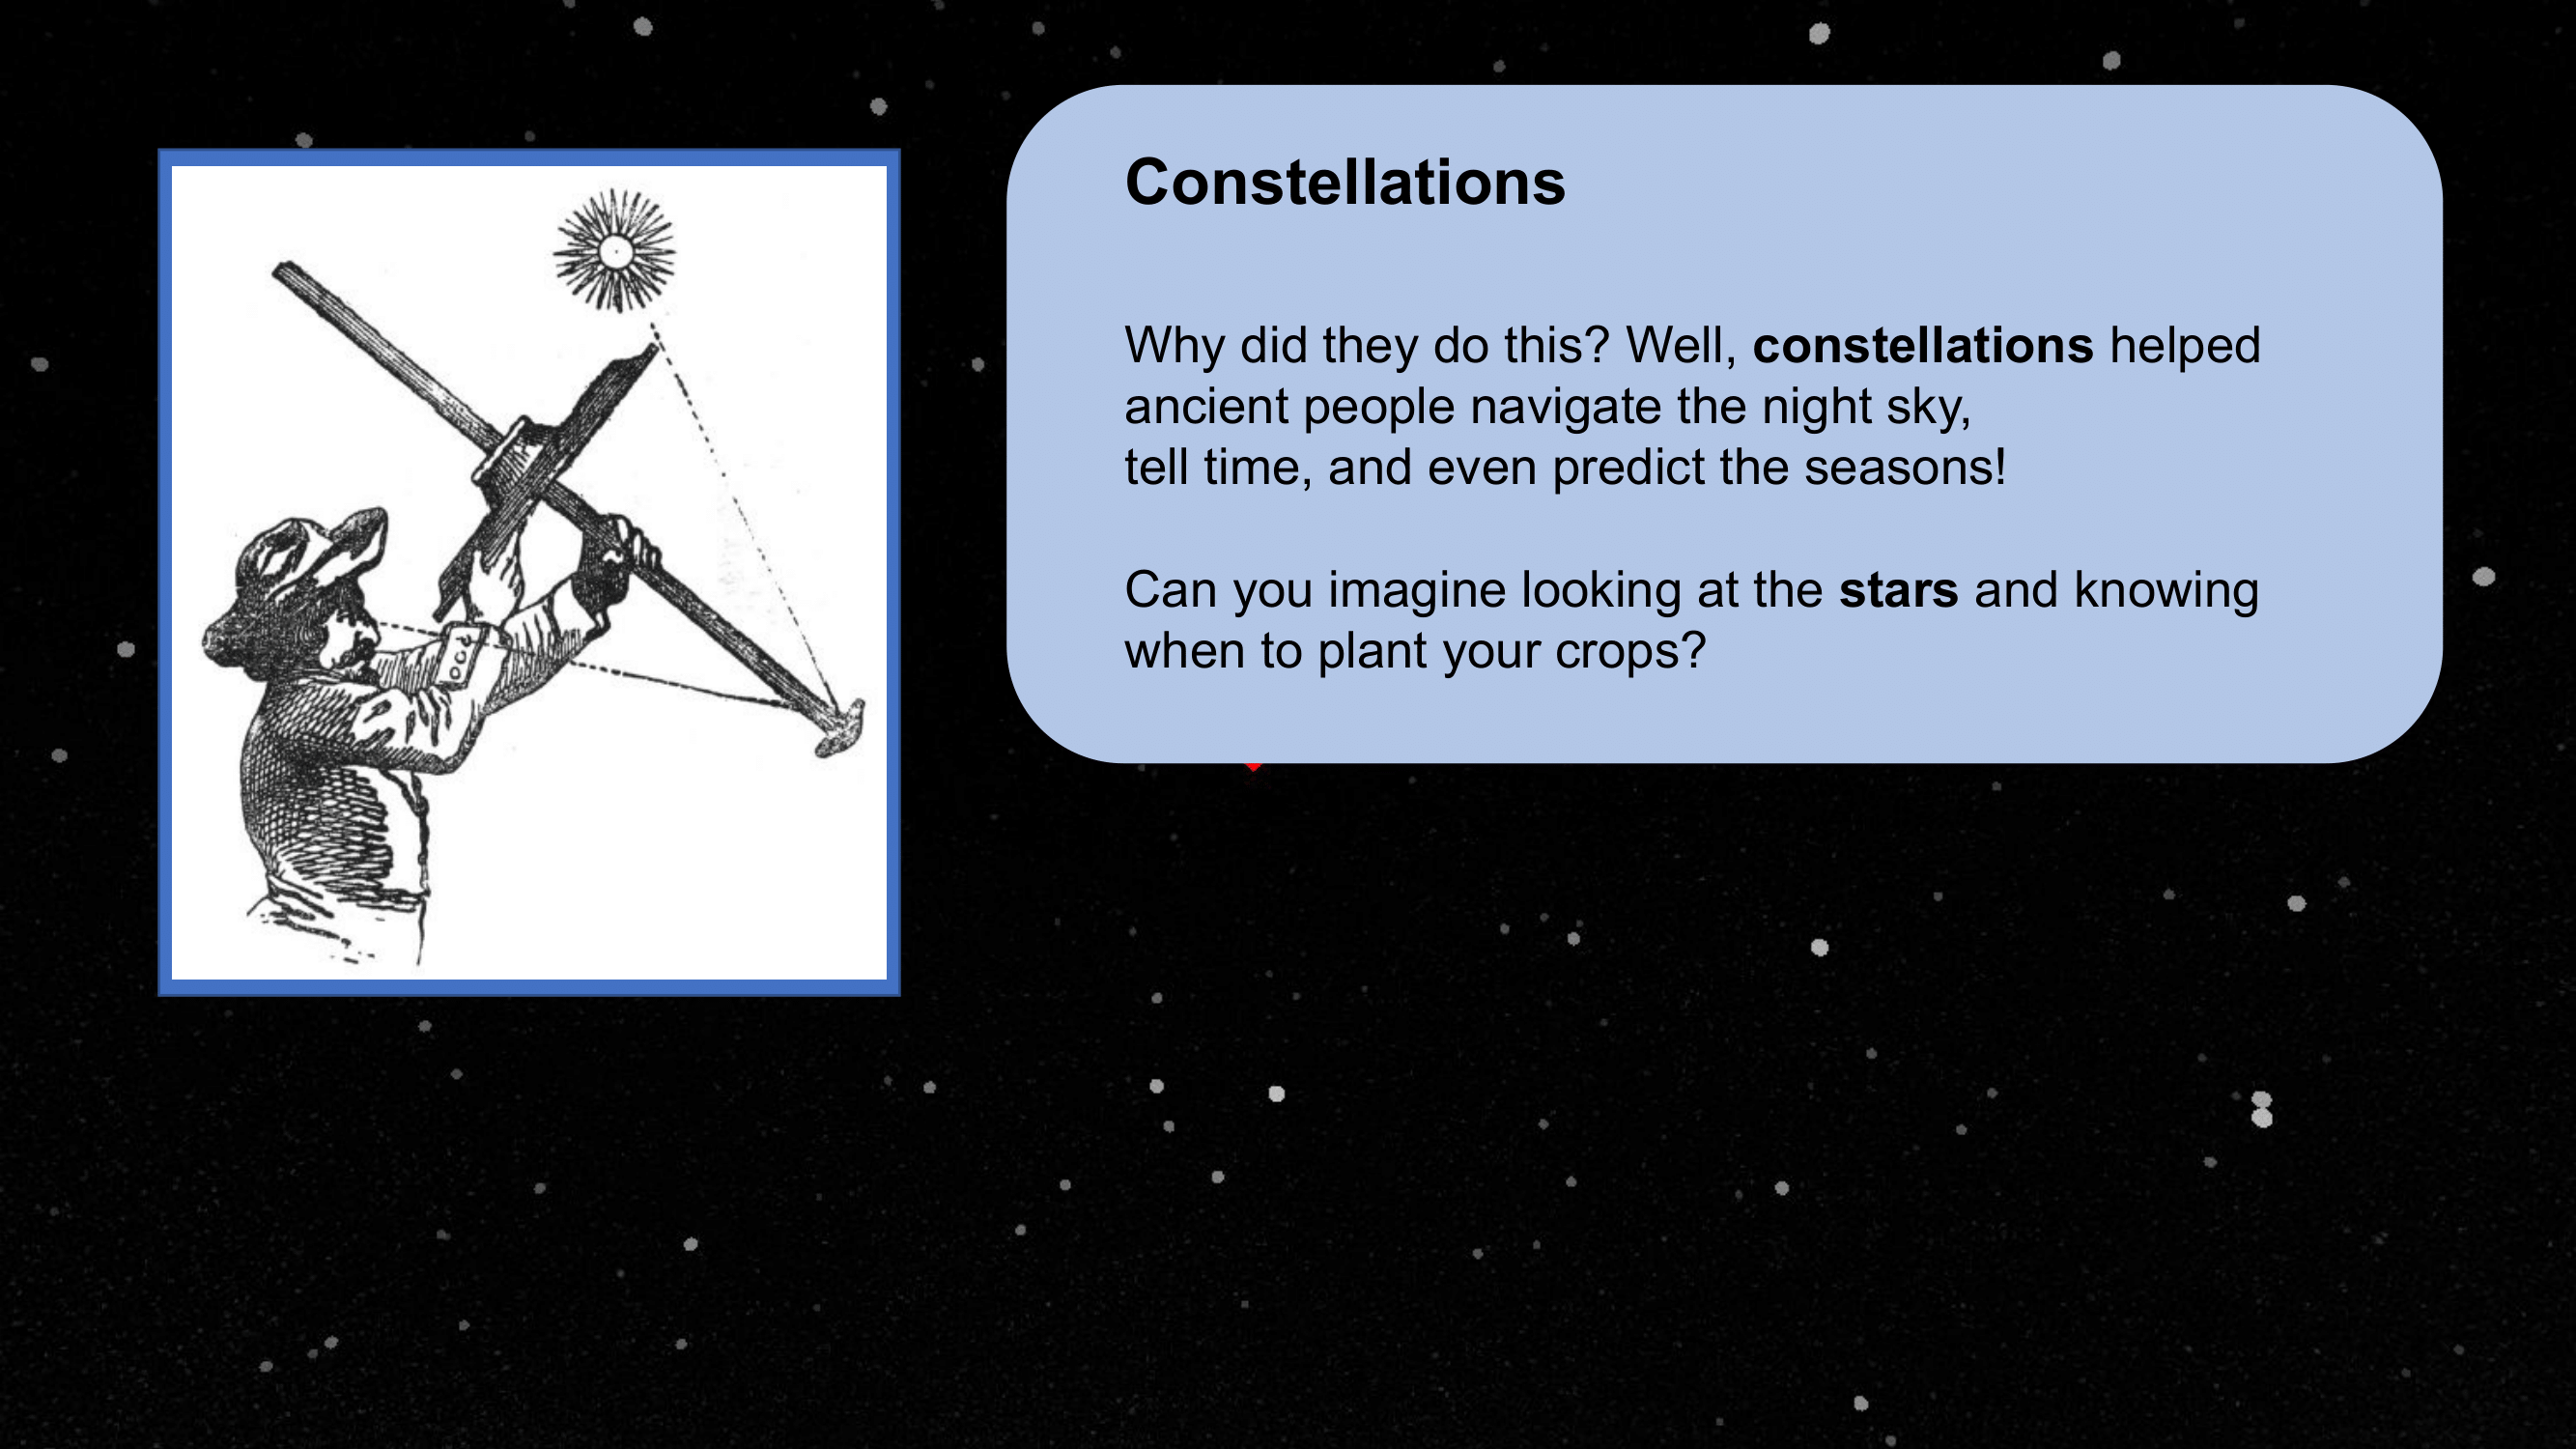 Constellations
Why did they do this? Well, constellations helped
ancient people navigate the night sky,
tell time, and even predict the seasons!
Can you imagine looking at the stars and knowing
when to plant your crops?